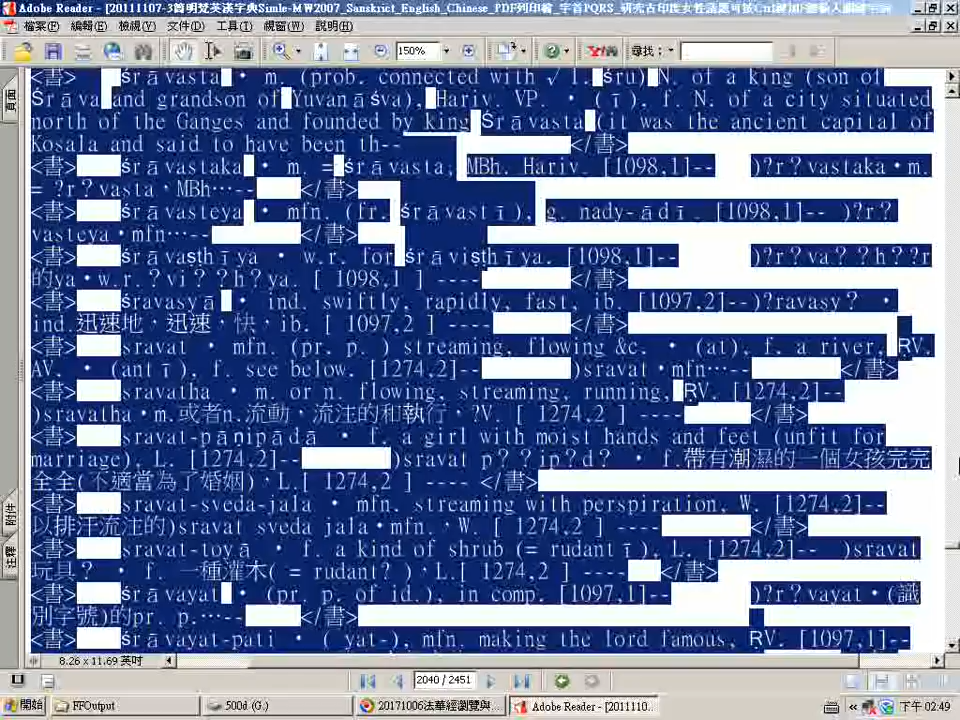 Adobe Reader - [20111107-3簡明梵英漢字典Simle-MW2007_Sanskrict_English_Chinese_PDF列印輸_字首PQRS_研究古印度女性議題可按Ctrl
檔案(F) 編輯(E) 檢視(V) 文件(D) 工具(T) 視窗(W) 說明(H)
150% 尋找:
頁面
<書> śrāvasta • m. (prob. connected with √ 1. śru) N. of a king (son of
Śrāva and grandson of Yuvanāśva), Hariv. VP. • (ī), f. N. of a city situated
north of the Ganges and founded by king Śrāvasta (it was the ancient capital of
Kosala and said to have been th-- </書>
<書> śrāvastaka • m. = śrāvasta; MBh. Hariv. [1098,1]-- )?r?vastaka•m.
= ?r?vasta,MBh…-- </書>
<書> śrāvasteya • mfn. (fr. śrāvastī), g. nady-ādī. [1098,1]-- )?r?
vasteya•mfn…-- </書>
<書> śrāvasṭhīya • w.r. for śrāviṣṭhīya. [1098,1]-- )?r?va??h?r
的ya•w.r.?vi??h?ya. [ 1098,1 ] ---- </書>
<書> śravasyā • ind. swiftly, rapidly, fast, ib. [1097,2]--)?ravasy? •
ind.迅速地,迅速,快,ib. [ 1097,2 ] ---- </書>
<書> sravat • mfn. (pr. p. ) streaming, flowing &c. • (at), f. a river, RV.
AV. • (antī), f. see below. [1274,2]-- )sravat•mfn…-- </書>
<書> sravatha • m. or n. flowing, streaming, running, RV. [1274,2]--
)sravatha•m.或者n.流動,流注的和執行,?V. [ 1274,2 ] ---- </書>
<書> sravat-pāṇipādā • f. a girl with moist hands and feet (unfit for
marriage), L. [1274,2]-- )sravat p??ip?d? • f.帶有潮濕的一個女孩完完
全全(不適當為了婚姻),L.[ 1274,2 ] ---- </書>
<書> sravat-sveda-jala • mfn. streaming with perspiration, W. [1274,2]--
以排汗流注的)sravat sveda jala•mfn.,W. [ 1274,2 ] ---- </書>
<書> sravat-toyā • f. a kind of shrub (= rudantī), L. [1274,2]-- )sravat
玩具? • f. 一種灌木( = rudant? ),L.[ 1274,2 ] ---- </書>
<書> śrāvayat • (pr. p. of id.), in comp. [1097,1]-- )?r?vayat•(識
別字號)的pr. p.…-- </書>
<書> śrāvayat-pati • ( yat-), mfn. making the lord famous, RV. [1097,1]--
附件
注釋
8.26 x 11.69 英吋
2040 / 2451
開始 FFOutput 500d (G:) 20171006法華經瀏覽與... Adobe Reader - [2011110... 下午 02:49